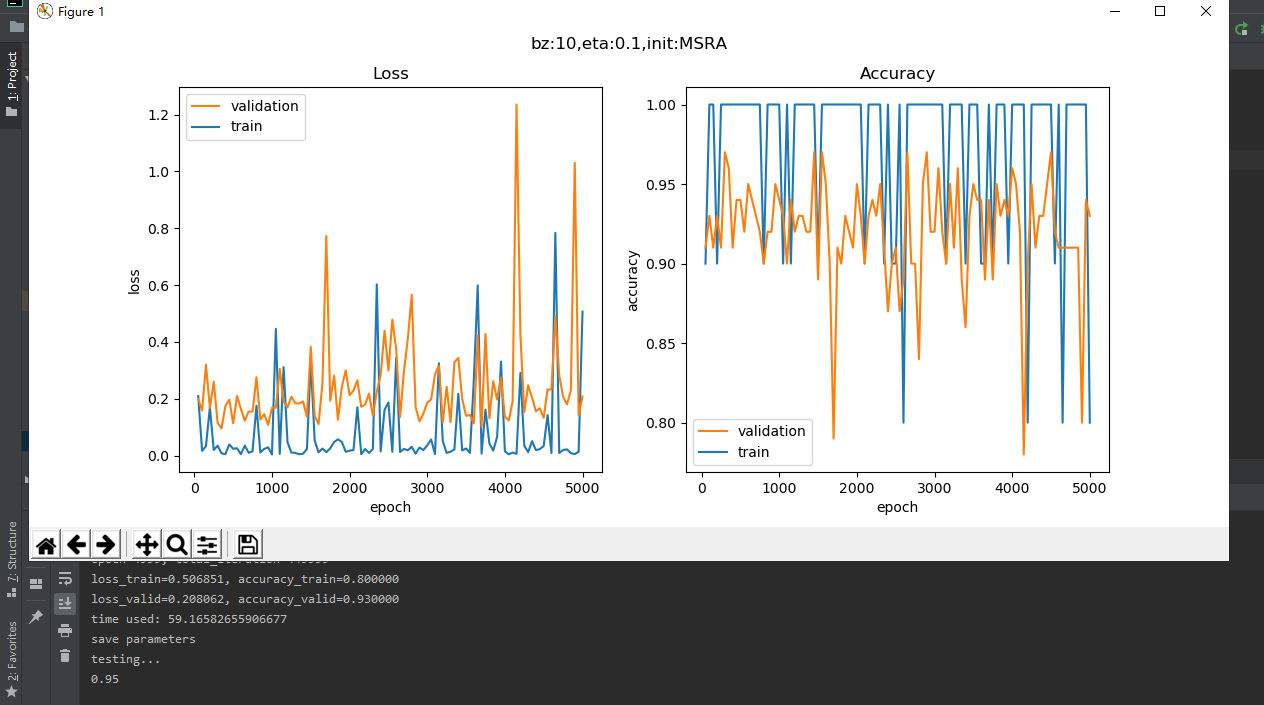 Figure 1
bz:10,eta:0.1,init:MSRA
Loss
validation
train
1.2
1.0
0.8
0.6
0.4
0.2
0.0
loss
0 1000 2000 3000 4000 5000
epoch
Accuracy
1.00
0.95
0.90
0.85
0.80
accuracy
validation
train
0 1000 2000 3000 4000 5000
epoch
1: Project
7: Structure
2: Favorites
loss_train=0.506851, accuracy_train=0.800000
loss_valid=0.208062, accuracy_valid=0.930000
time used: 59.16582655906677
save parameters
testing...
0.95